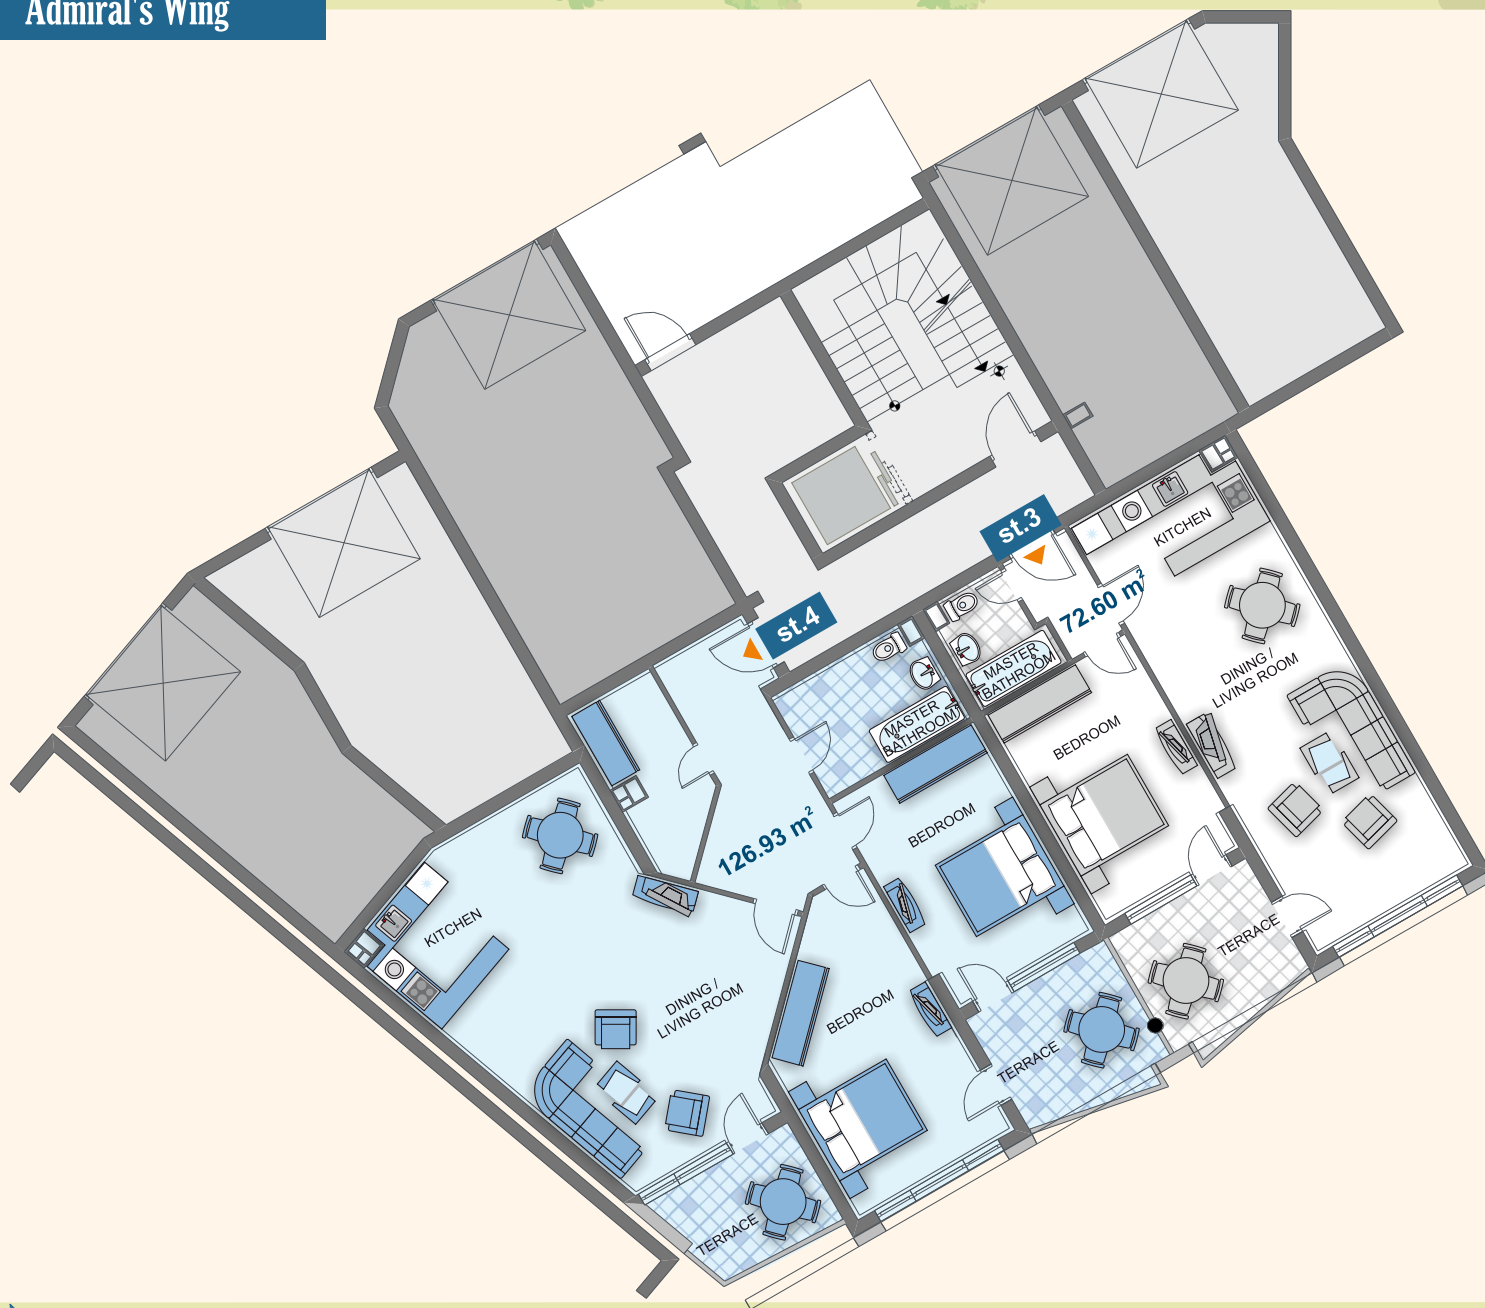 Admiral's Wing
st.3
KITCHEN
72.60 m²
MASTER
BATHROOM
DINING /
LIVING ROOM
BEDROOM
TERRACE
st.4
MASTER
BATHROOM
126.93 m²
BEDROOM
KITCHEN
DINING /
LIVING ROOM
BEDROOM
TERRACE
TERRACE